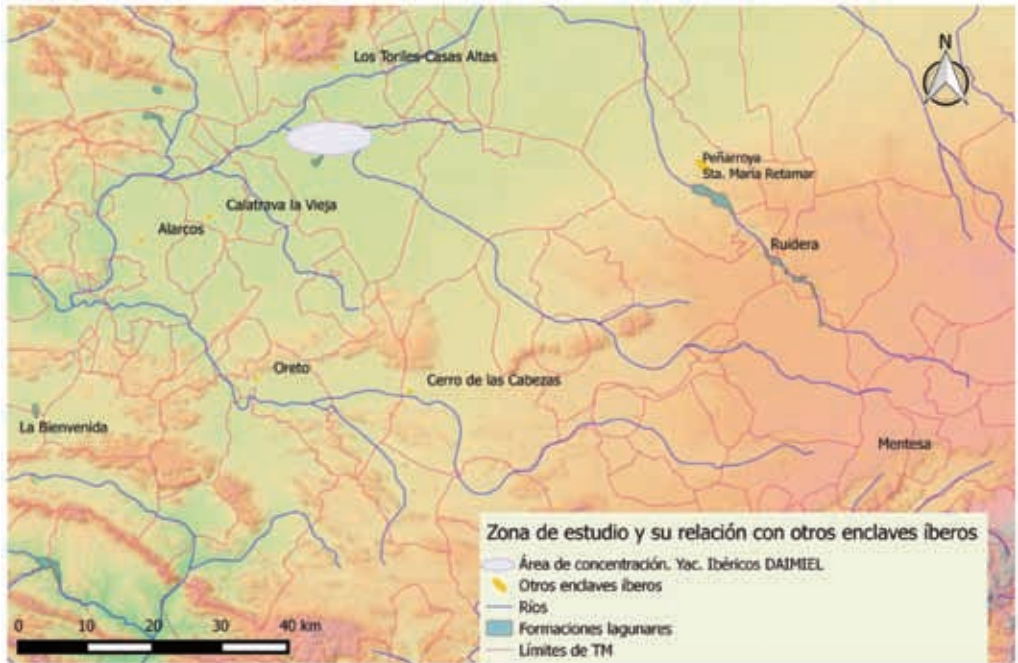 Los Toriles-Casas Altas
N
Peñarroya
Sta. Maria Retamar
Calatrava la Vieja
Alarcos
Ruidera
Oreto
Cerro de las Cabezas
La Bienvenida
Mentesa
Zona de estudio y su relación con otros enclaves íberos
Área de concentración. Yac. Ibéricos DAIMIEL
Otros enclaves íberos
Ríos
Formaciones lagunares
Límites de TM
0 10 20 30 40 km